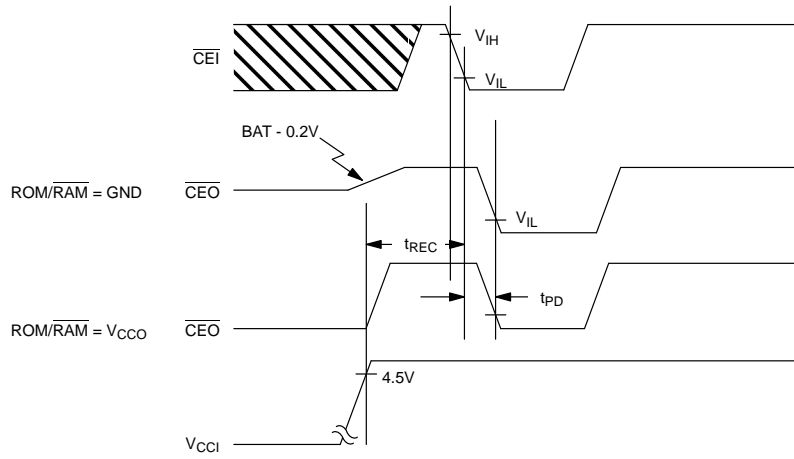 V_IH
CEI
V_IL
BAT - 0.2V
ROM/RAM = GND CEO
V_IL
t_REC
t_PD
ROM/RAM = V_CCO CEO
4.5V
V_CCI